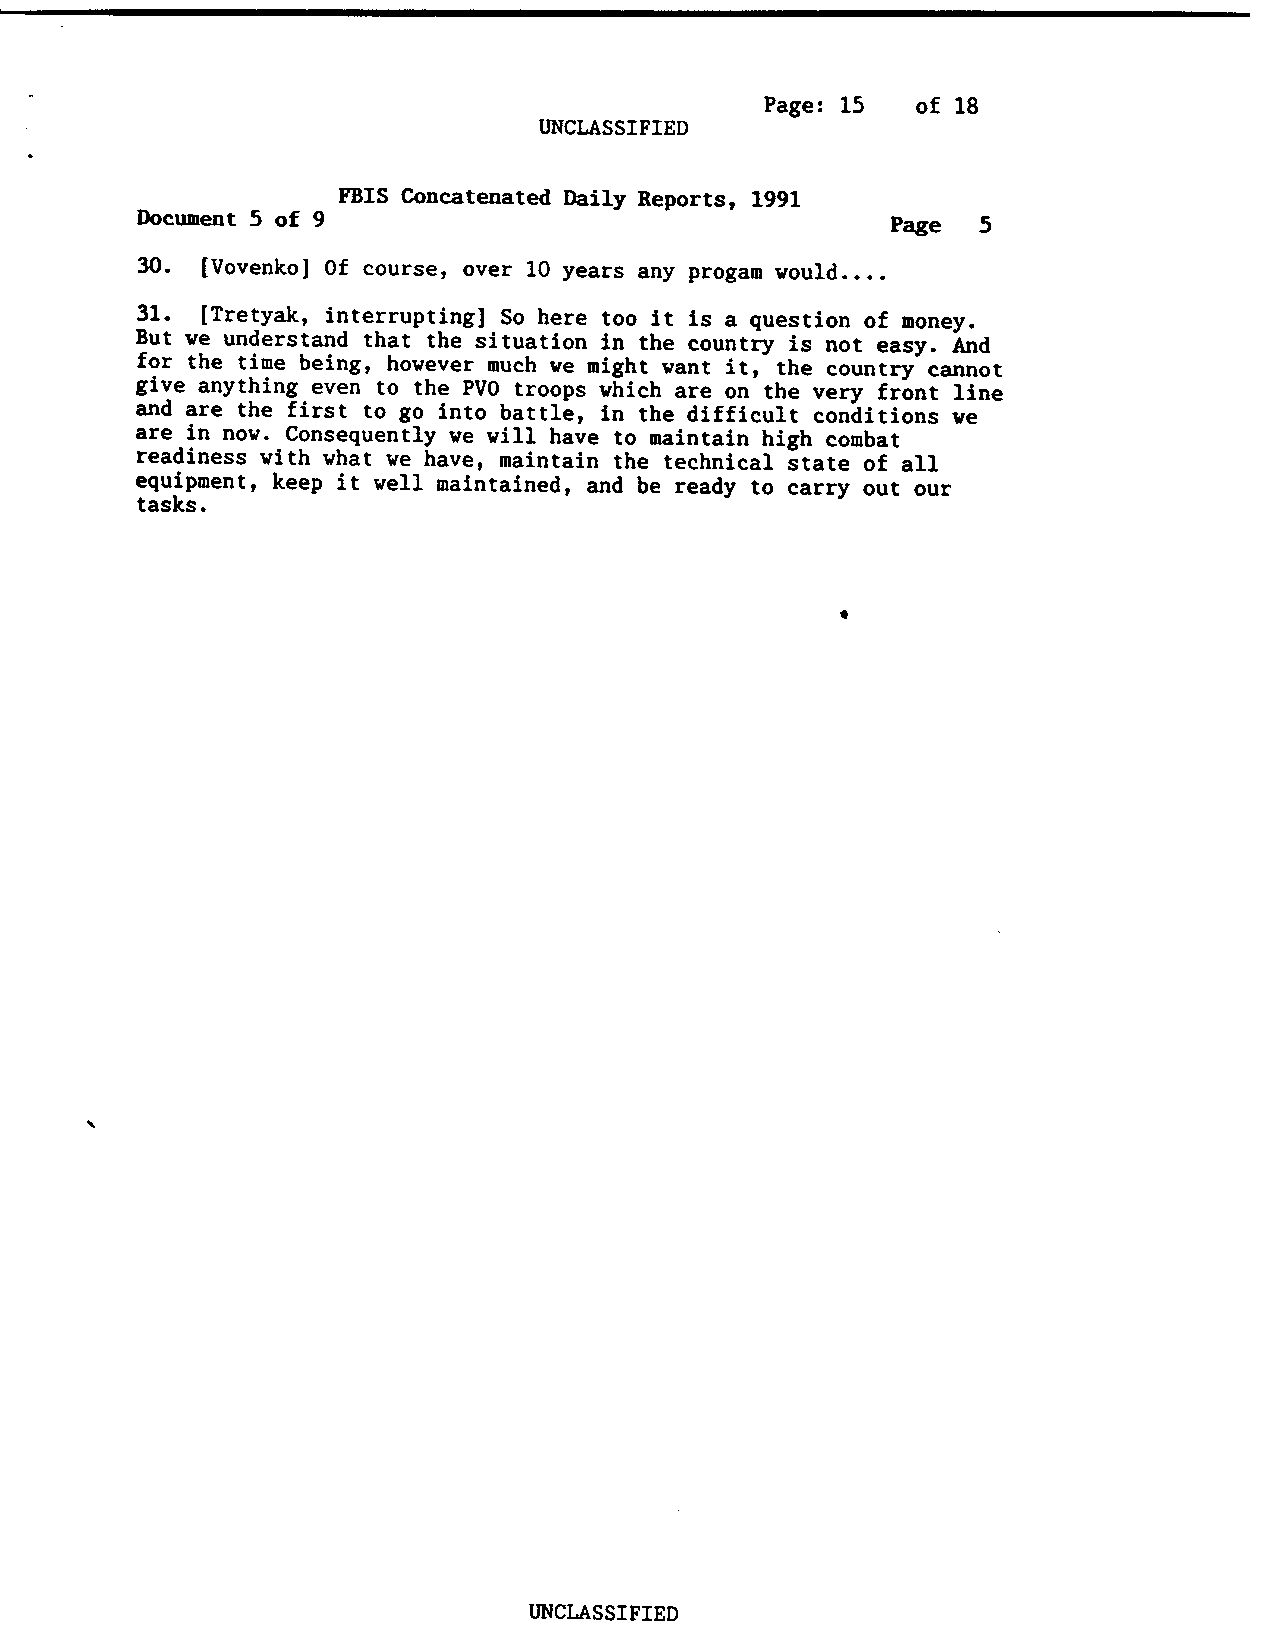 Page: 15 of 18
UNCLASSIFIED
FBIS Concatenated Daily Reports, 1991
Document 5 of 9 Page 5
30. [Vovenko] Of course, over 10 years any progam would....
31. [Tretyak, interrupting] So here too it is a question of money.
But we understand that the situation in the country is not easy. And
for the time being, however much we might want it, the country cannot
give anything even to the PVO troops which are on the very front line
and are the first to go into battle, in the difficult conditions we
are in now. Consequently we will have to maintain high combat
readiness with what we have, maintain the technical state of all
equipment, keep it well maintained, and be ready to carry out our
tasks.
UNCLASSIFIED